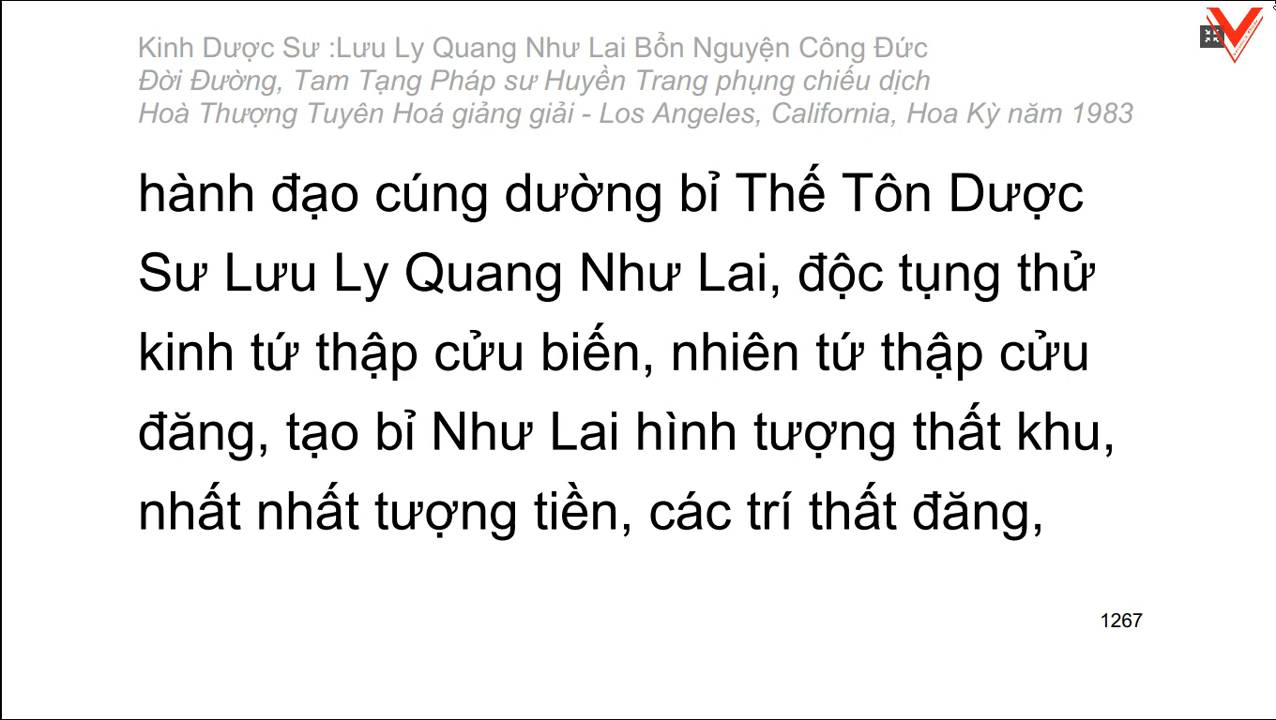 Kinh Dược Sư :Lưu Ly Quang Như Lai Bổn Nguyện Công Đức
Đời Đường, Tam Tạng Pháp sư Huyền Trang phụng chiếu dịch
Hoà Thượng Tuyên Hoá giảng giải - Los Angeles, California, Hoa Kỳ năm 1983
hành đạo cúng dường bỉ Thế Tôn Dược
Sư Lưu Ly Quang Như Lai, độc tụng thử
kinh tứ thập cửu biến, nhiên tứ thập cửu
đăng, tạo bỉ Như Lai hình tượng thất khu,
nhất nhất tượng tiền, các trí thất đăng,
1267